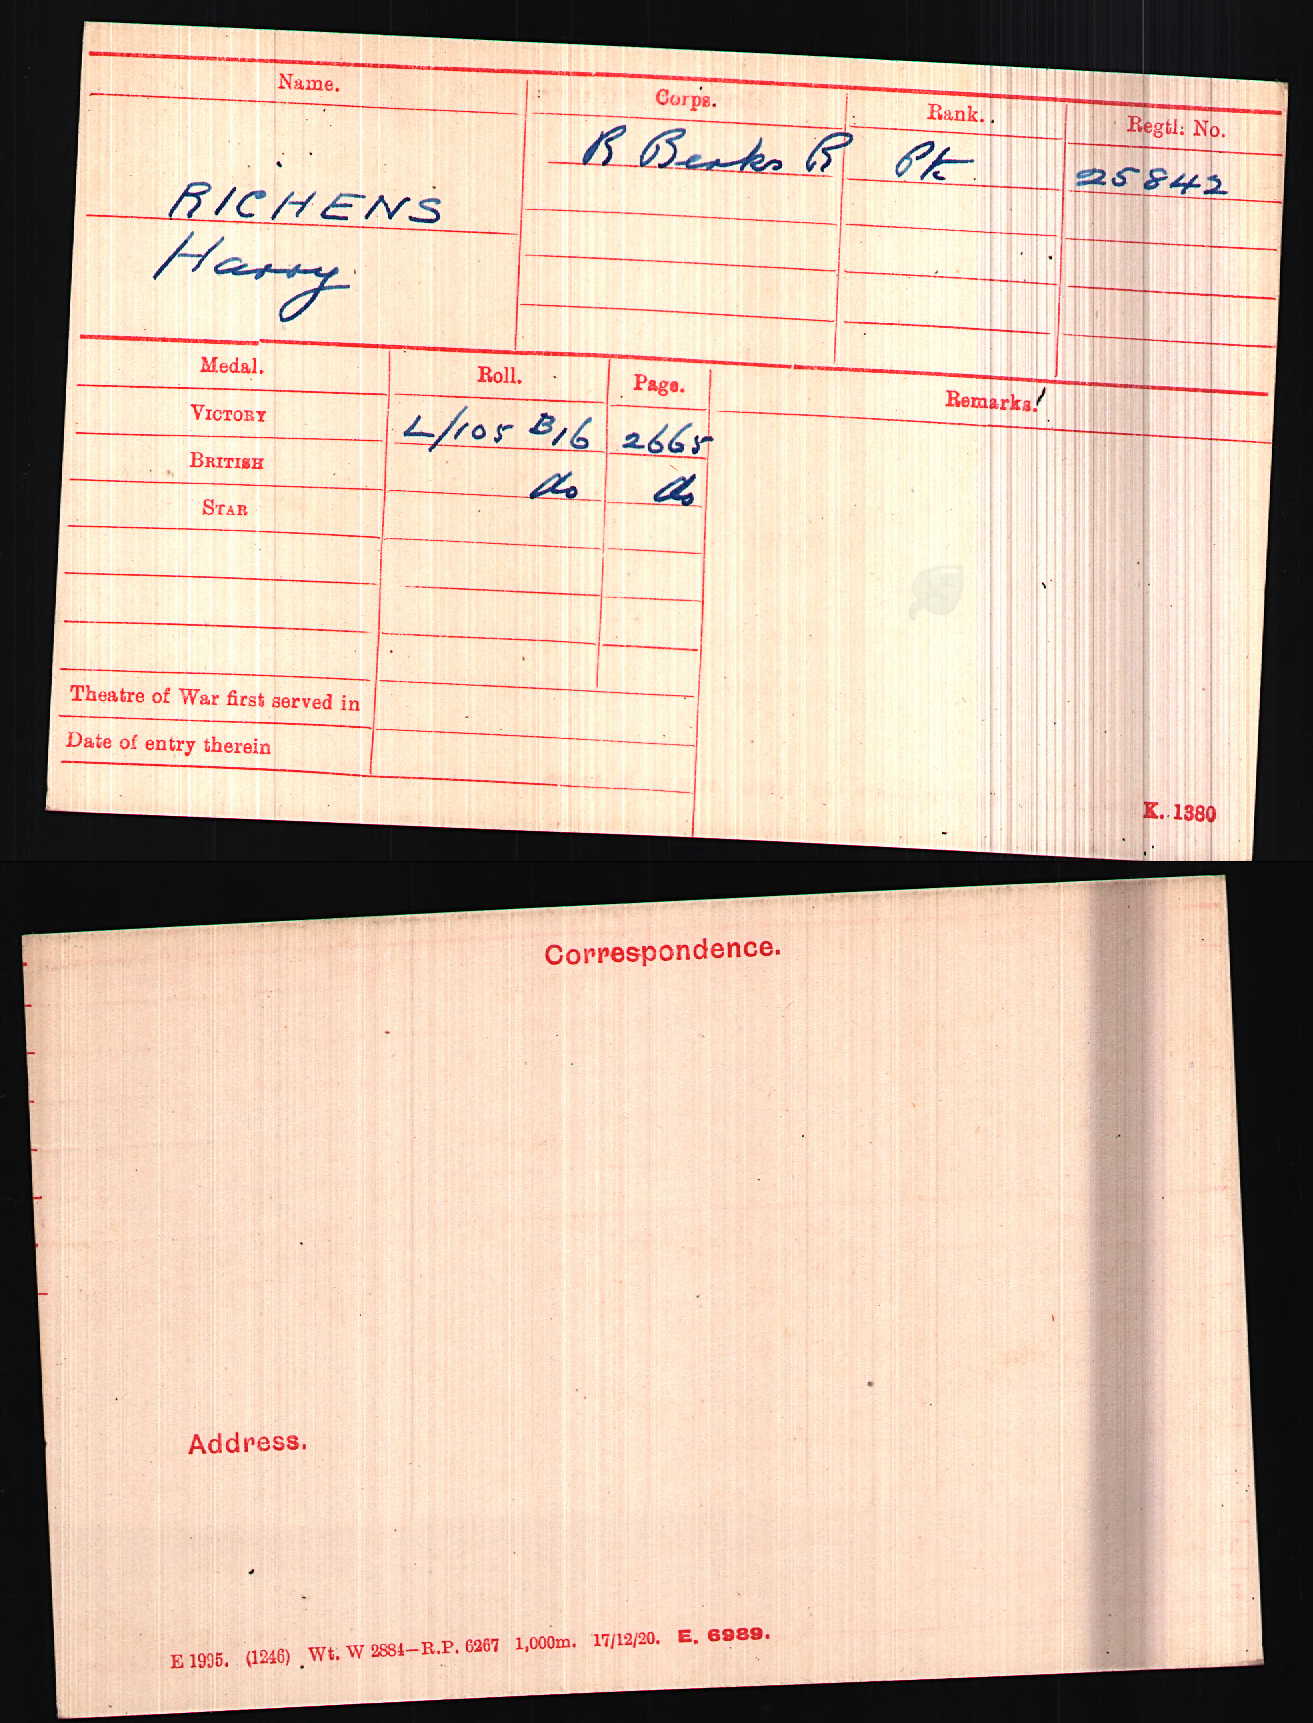 Name. Corps. Rank. Regtl: No.
R Berks R Pte 25842
RICHENS
Harry
Medal. Roll. Page. Remarks.
VICTORY L/105 B16 2665
BRITISH do do
STAR
Theatre of War first served in
Date of entry therein
K. 1380
Correspondence.
Address.
E 1995. (1246) Wt. W 2884—R.P. 6267 1,000m. 17/12/20. E. 6989.